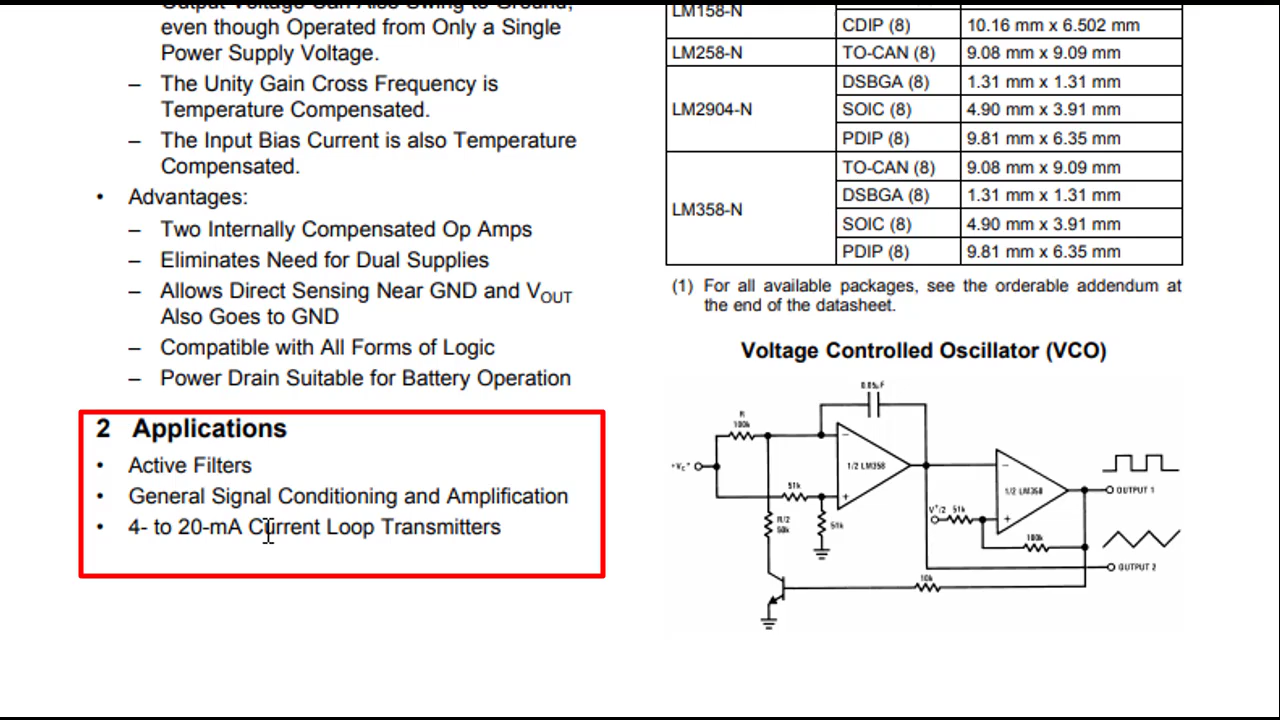 Output Voltage Can Also Swing to Ground,
even though Operated from Only a Single
Power Supply Voltage.
– The Unity Gain Cross Frequency is
Temperature Compensated.
– The Input Bias Current is also Temperature
Compensated.
• Advantages:
– Two Internally Compensated Op Amps
– Eliminates Need for Dual Supplies
– Allows Direct Sensing Near GND and VOUT
Also Goes to GND
– Compatible with All Forms of Logic
– Power Drain Suitable for Battery Operation
2 Applications
• Active Filters
• General Signal Conditioning and Amplification
• 4- to 20-mA Current Loop Transmitters
LM158-N
CDIP (8) 10.16 mm x 6.502 mm
LM258-N TO-CAN (8) 9.08 mm x 9.09 mm
DSBGA (8) 1.31 mm x 1.31 mm
LM2904-N SOIC (8) 4.90 mm x 3.91 mm
PDIP (8) 9.81 mm x 6.35 mm
TO-CAN (8) 9.08 mm x 9.09 mm
DSBGA (8) 1.31 mm x 1.31 mm
LM358-N
SOIC (8) 4.90 mm x 3.91 mm
PDIP (8) 9.81 mm x 6.35 mm
(1) For all available packages, see the orderable addendum at
the end of the datasheet.
Voltage Controlled Oscillator (VCO)
0.05µF
R
100k
+VC*
1/2 LM358
51k
R/2
50k
51k
1/2 LM358
V+/2 51k
100k
10k
OUTPUT 1
OUTPUT 2